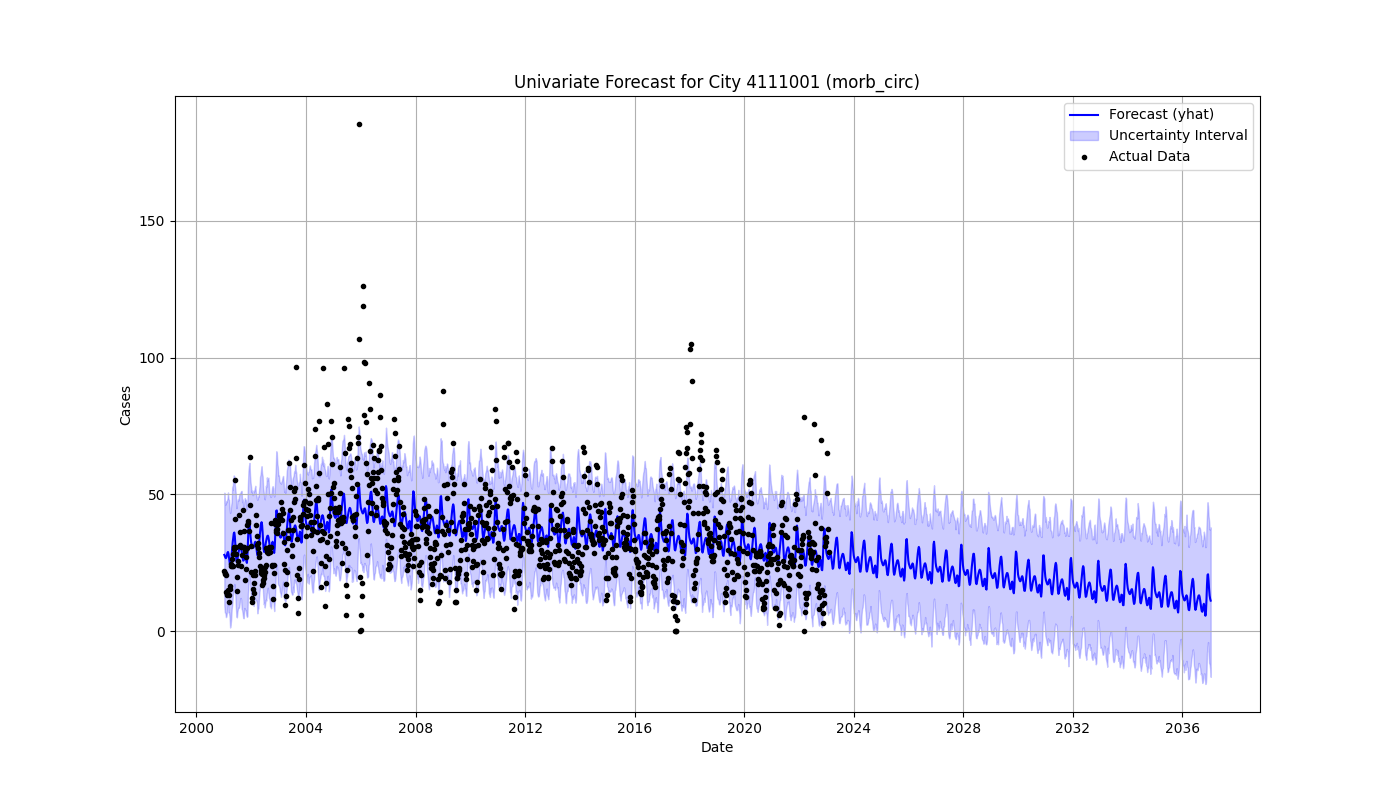 Univariate Forecast for City 4111001 (morb_circ)
Forecast (yhat)
Uncertainty Interval
Actual Data
Cases
150
100
50
0
2000 2004 2008 2012 2016 2020 2024 2028 2032 2036
Date